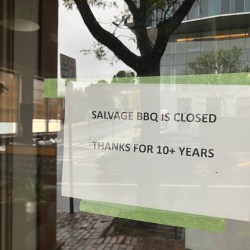 SALVAGE BBQ IS CLOSED
THANKS FOR 10+ YEARS